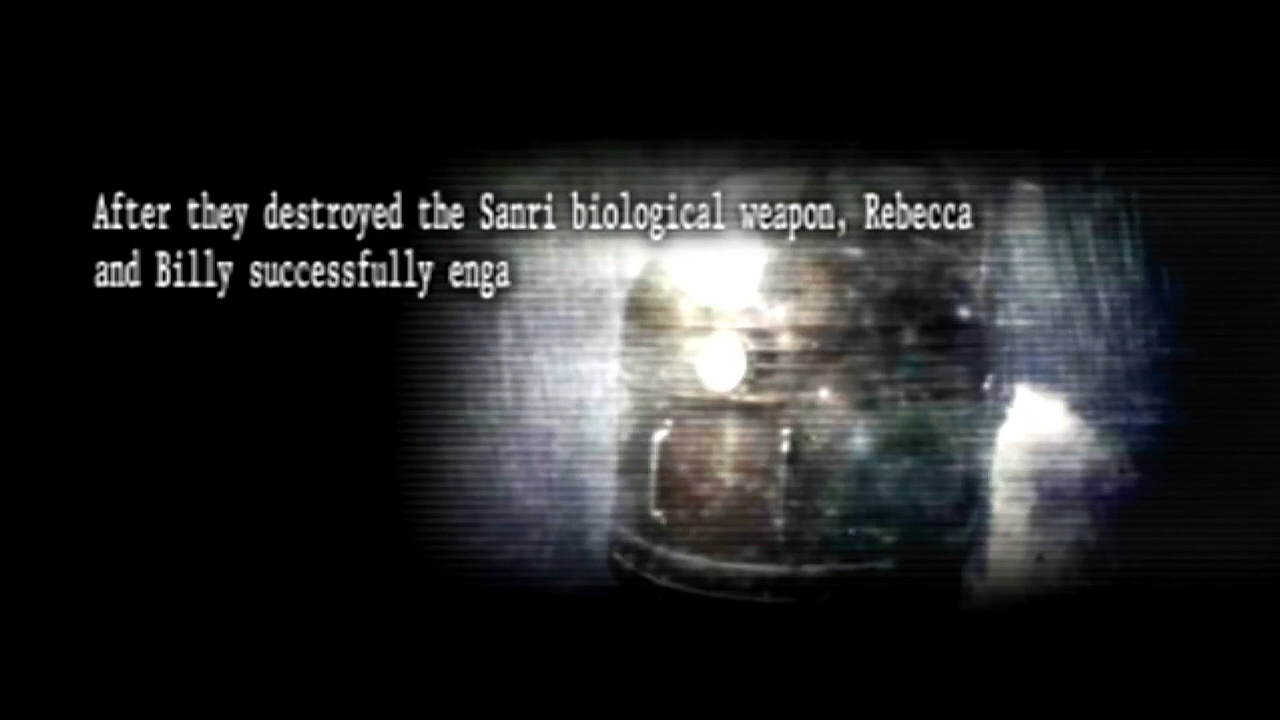 After they destroyed the Sanri biological weapon, Rebecca
and Billy successfully enga